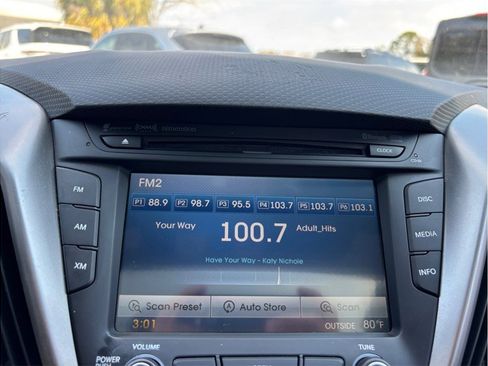 CLOCK
FM2
FM
AM
XM
DISC
MEDIA
INFO
P1 88.9 P2 98.7 P3 95.5 P4 103.7 P5 103.7 P6 103.1
Your Way 100.7 Adult_Hits
Have Your Way - Katy Nichole
Scan Preset Auto Store Scan
3:01 OUTSIDE 80°F
VOLUME TUNE
POWER
PUSH